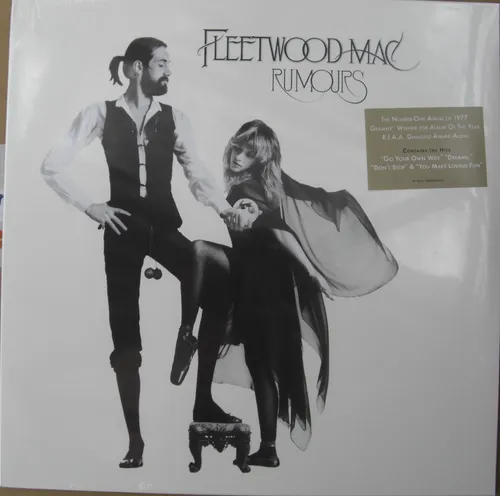 FLEETWOOD MAC
RUMOURS
THE NUMBER ONE ALBUM OF 1977
GRAMMY® WINNER FOR ALBUM OF THE YEAR
R.I.A.A. DIAMOND AWARD ALBUM
CONTAINS THE HITS
"GO YOUR OWN WAY" "DREAMS,"
"DON'T STOP" & "YOU MAKE LOVING FUN"